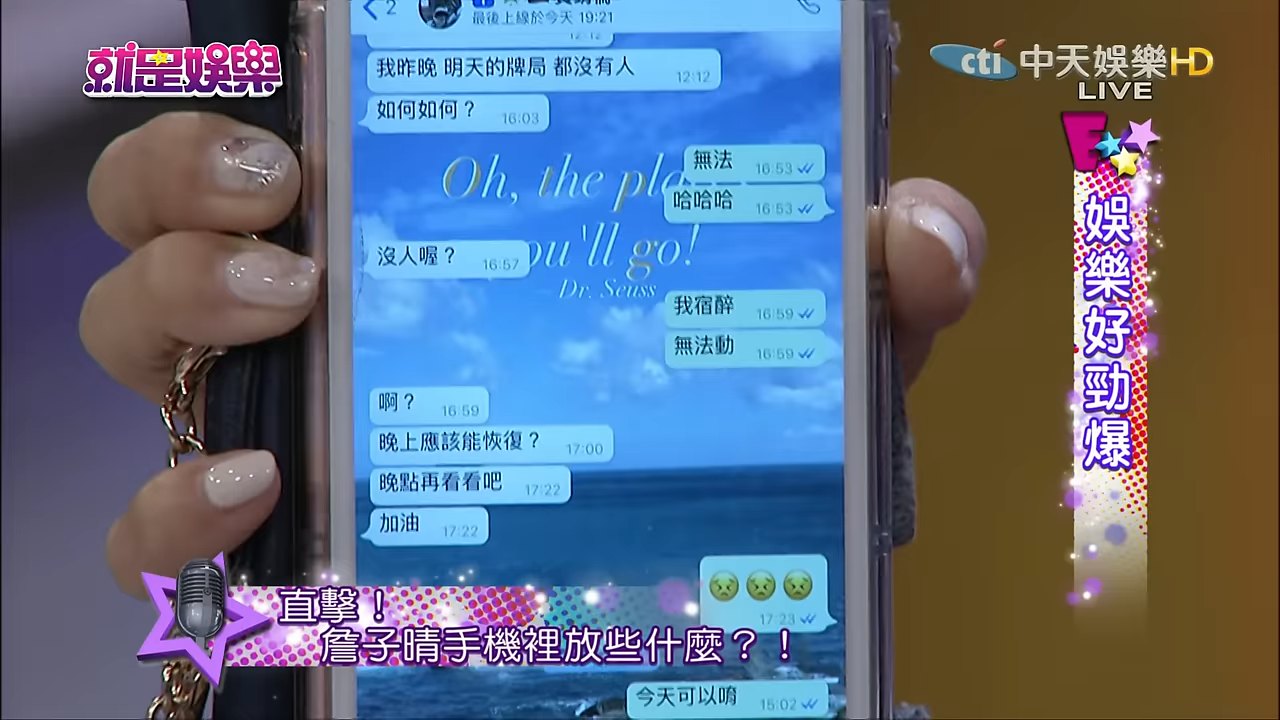 就是娛樂
cti 中天娛樂HD
LIVE
E
娛樂好勁爆
2
最後上線於今天 19:21
12:12
我昨晚 明天的牌局 都沒有人 12:12
如何如何？ 16:03
無法 16:53
哈哈哈 16:53
Oh, the pla
沒人喔？ 16:57
ou'll go!
Dr. Seuss
我宿醉 16:59
無法動 16:59
啊？ 16:59
晚上應該能恢復？ 17:00
晚點再看看吧 17:22
加油 17:22
17:23
直擊！
詹子晴手機裡放些什麼？！
今天可以唷 15:02